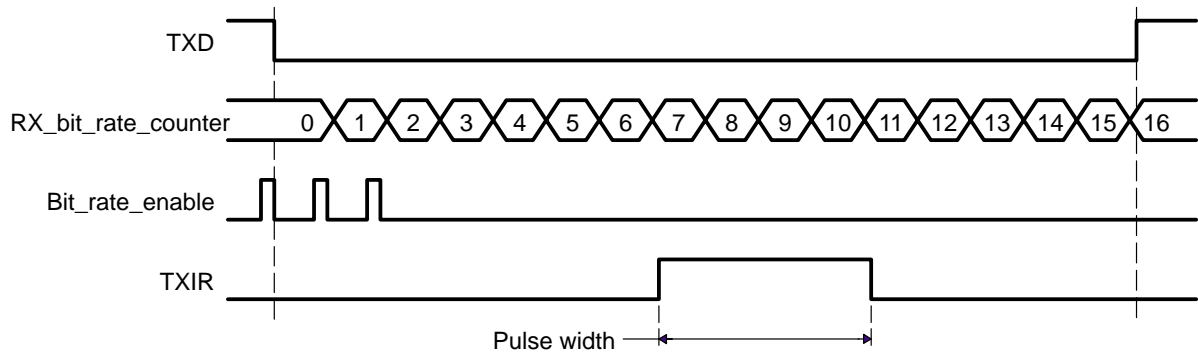 TXD
RX_bit_rate_counter 0 1 2 3 4 5 6 7 8 9 10 11 12 13 14 15 16
Bit_rate_enable
TXIR
Pulse width